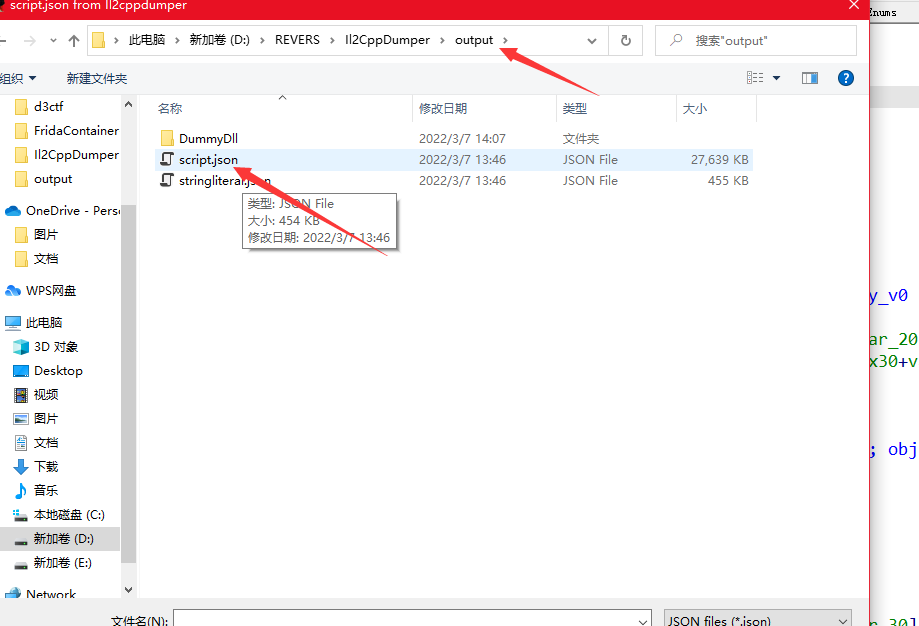 script.json from Il2cppdumper
Enums
此电脑 新加卷 (D:) REVERS Il2CppDumper output
搜索"output"
组织 新建文件夹
名称 修改日期 类型 大小
DummyDll 2022/3/7 14:07 文件夹
script.json 2022/3/7 13:46 JSON File 27,639 KB
stringliteral.json 2022/3/7 13:46 JSON File 455 KB
类型: JSON File
大小: 454 KB
修改日期: 2022/3/7 13:46
d3ctf
FridaContainer
Il2CppDumper
output
OneDrive - Pers
图片
文档
WPS网盘
此电脑
3D 对象
Desktop
视频
图片
文档
下载
音乐
本地磁盘 (C:)
新加卷 (D:)
新加卷 (E:)
Network
y_v0
ar_20
x30+v
; obj
r_30]
文件名(N):
JSON files (*.json)